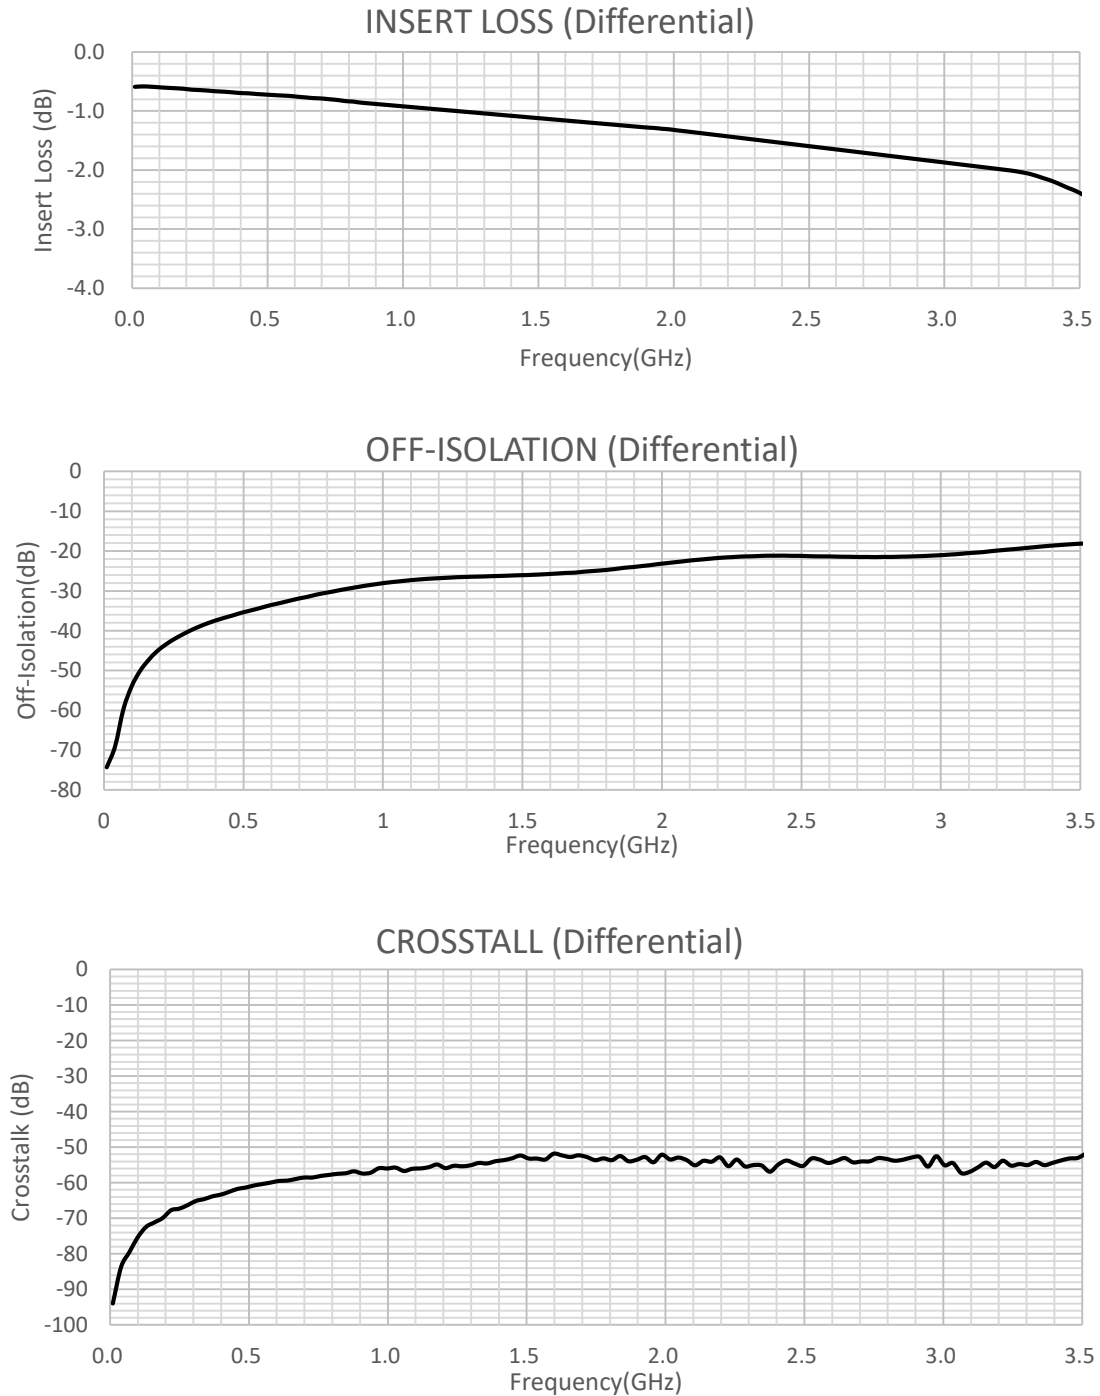 INSERT LOSS (Differential)
0.0
-1.0
-2.0
-3.0
-4.0
Insert Loss (dB)
0.0 0.5 1.0 1.5 2.0 2.5 3.0 3.5
Frequency(GHz)
OFF-ISOLATION (Differential)
0
-10
-20
-30
-40
-50
-60
-70
-80
Off-Isolation(dB)
0 0.5 1 1.5 2 2.5 3 3.5
Frequency(GHz)
CROSSTALL (Differential)
0
-10
-20
-30
-40
-50
-60
-70
-80
-90
-100
Crosstalk (dB)
0.0 0.5 1.0 1.5 2.0 2.5 3.0 3.5
Frequency(GHz)